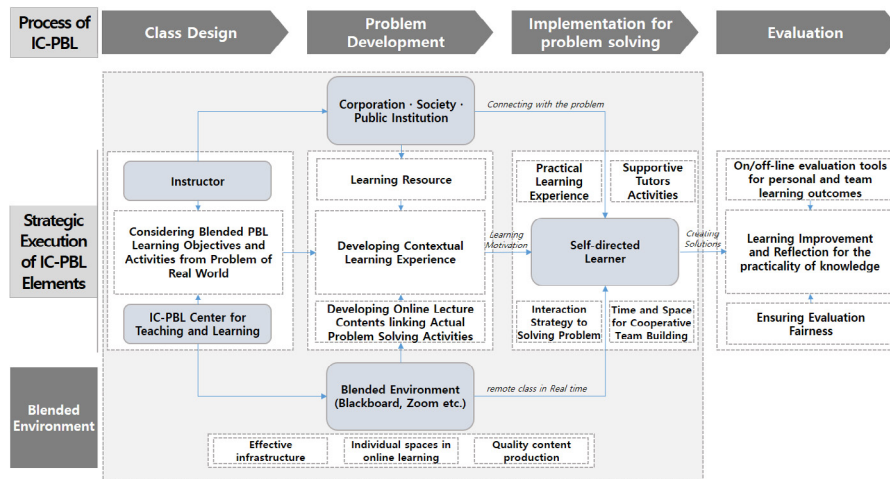 Process of
IC-PBL
Class Design
Problem
Development
Implementation for
problem solving
Evaluation
Corporation · Society ·
Public Institution
Connecting with the problem
Instructor
Learning Resource
Practical
Learning
Experience
Supportive
Tutors
Activities
On/off-line evaluation tools
for personal and team
learning outcomes
Strategic
Execution
of IC-PBL
Elements
Considering Blended PBL
Learning Objectives and
Activities from Problem of
Real World
Developing Contextual
Learning Experience
Learning
Motivation
Self-directed
Learner
Creating
Solutions
Learning Improvement
and Reflection for the
practicality of knowledge
IC-PBL Center for
Teaching and Learning
Developing Online Lecture
Contents linking Actual
Problem Solving Activities
Interaction
Strategy to
Solving Problem
Time and Space
for Cooperative
Team Building
Ensuring Evaluation
Fairness
Blended
Environment
Blended Environment
(Blackboard, Zoom etc.)
remote class in Real time
Effective
infrastructure
Individual spaces in
online learning
Quality content
production